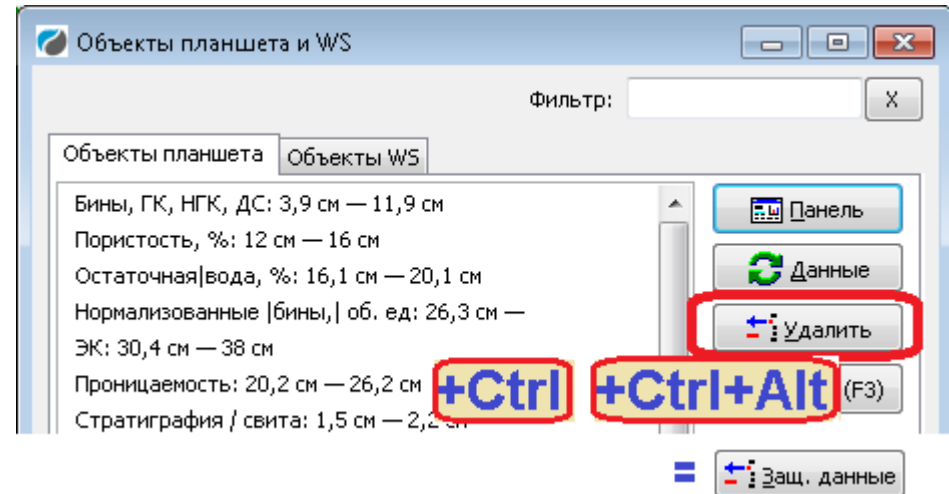 Объекты планшета и WS
Фильтр: X
Объекты планшета Объекты WS
Бины, ГК, НГК, ДС: 3,9 см — 11,9 см
Панель
Пористость, %: 12 см — 16 см
Остаточная|вода, %: 16,1 см — 20,1 см
Данные
Нормализованные |бины,| об. ед: 26,3 см —
Удалить
ЭК: 30,4 см — 38 см
Проницаемость: 20,2 см — 26,2 см
+Ctrl +Ctrl+Alt (F3)
Стратиграфия / свита: 1,5 см — 2,2 см
= Защ. данные